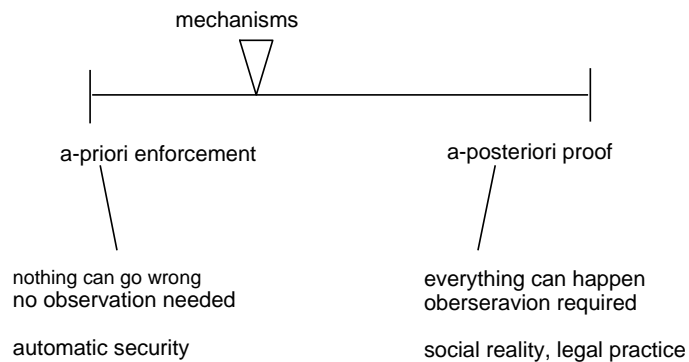 mechanisms
a-priori enforcement
a-posteriori proof
nothing can go wrong
no observation needed
automatic security
everything can happen
oberseravion required
social reality, legal practice